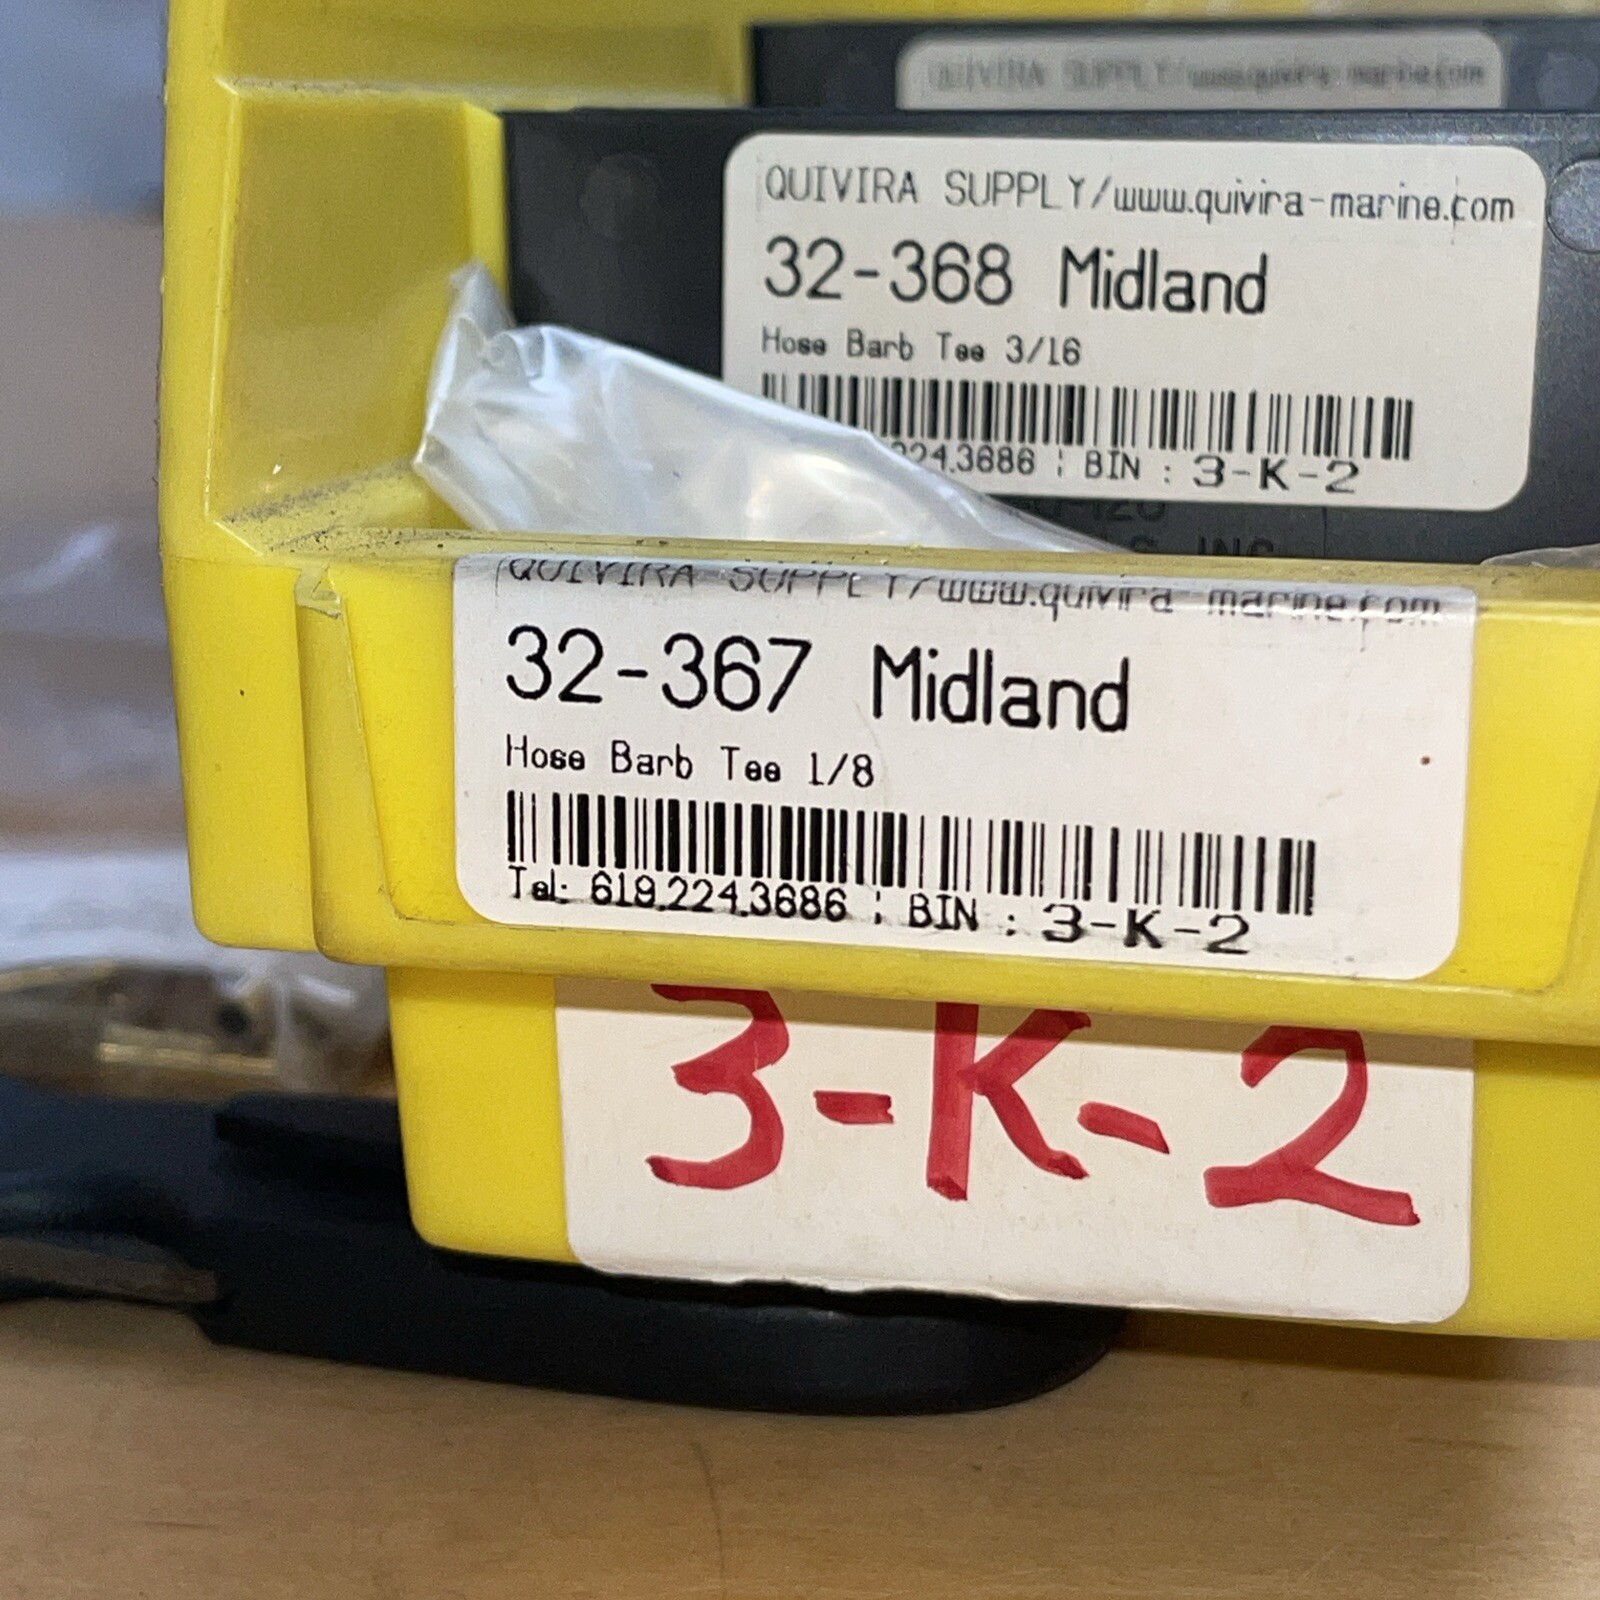 QUIVIRA SUPPLY/www.quivira-marine.com
QUIVIRA SUPPLY/www.quivira-marine.com
32-368 Midland
Hose Barb Tee 3/16
224.3686 ; BIN : 3-K-2
INC
QUIVIRA SUPPLY/www.quivira-marine.com
32-367 Midland
Hose Barb Tee 1/8
Tel: 619.224.3686 ; BIN : 3-K-2
3-K-2